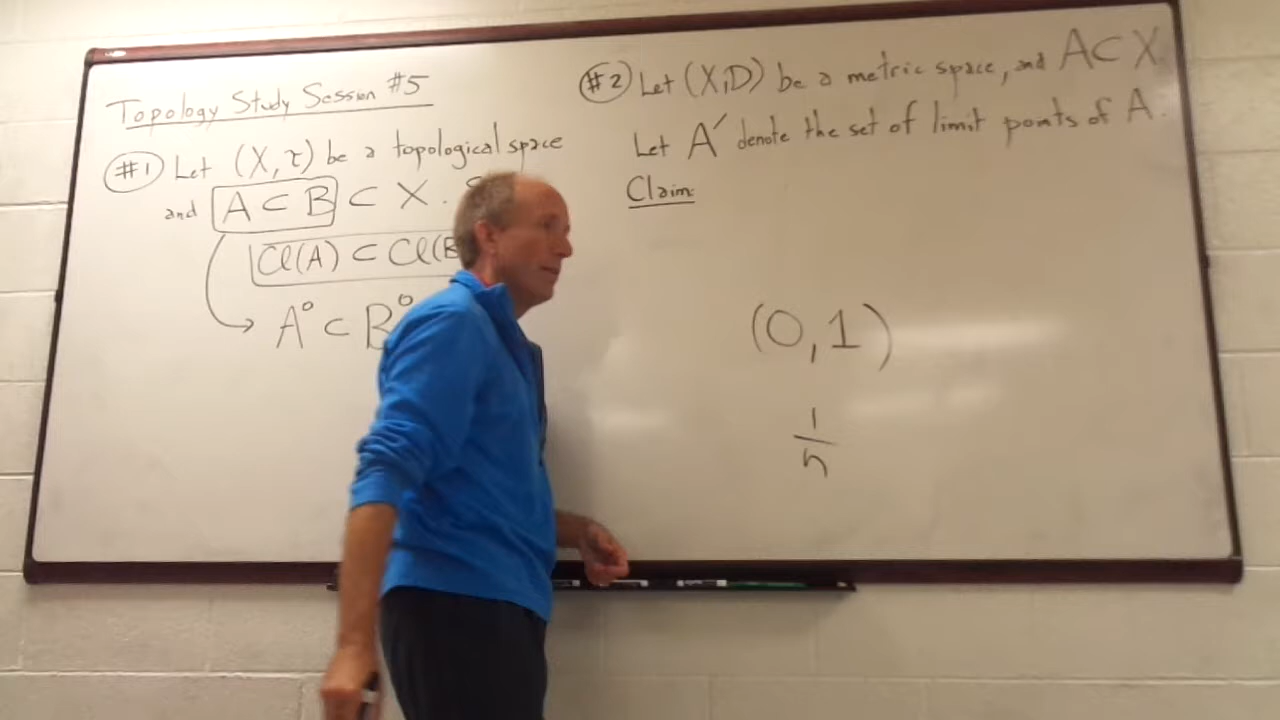 Topology Study Session #5
#1 Let (X, τ) be a topological space
and A ⊂ B ⊂ X.
Cl(A) ⊂ Cl(B
A° ⊂ B°
#2 Let (X,D) be a metric space, and A ⊂ X.
Let A′ denote the set of limit points of A.
Claim:
(0,1)
1/n